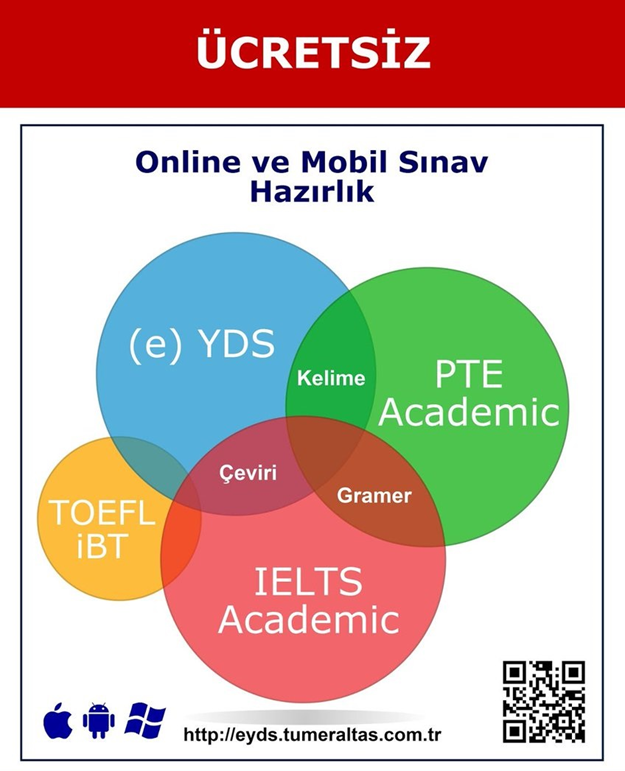 ÜCRETSİZ
Online ve Mobil Sınav
Hazırlık
(e) YDS
Kelime
PTE
Academic
Çeviri
Gramer
TOEFL
iBT
IELTS
Academic
http://eyds.tumeraltas.com.tr